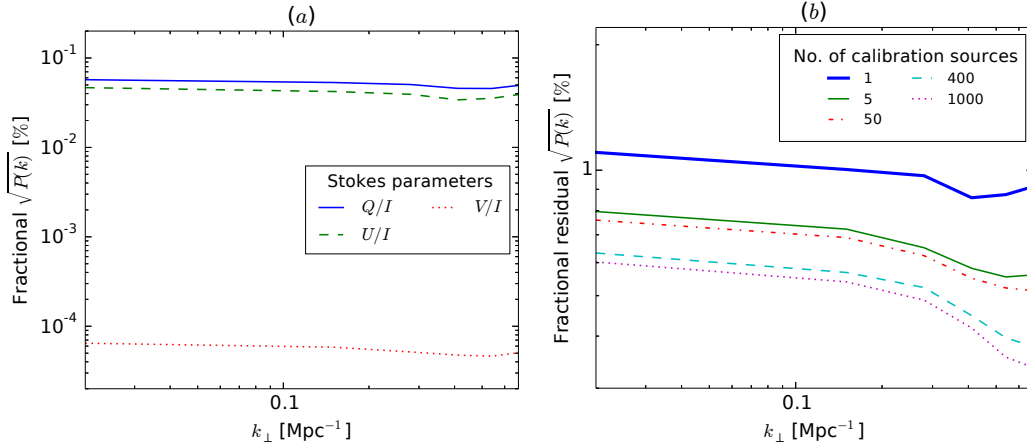 (a)
Fractional √P(k) [%]
10⁻¹
10⁻²
10⁻³
10⁻⁴
Stokes parameters
Q/I V/I
U/I
0.1
k⊥ [Mpc⁻¹]
(b)
Fractional residual √P(k) [%]
1
No. of calibration sources
1 400
5 1000
50
0.1
k⊥ [Mpc⁻¹]